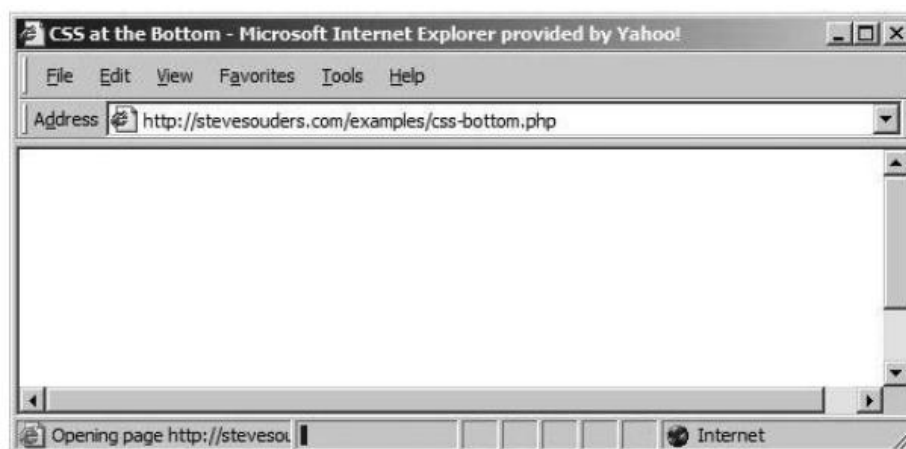 CSS at the Bottom - Microsoft Internet Explorer provided by Yahoo!
File Edit View Favorites Tools Help
Address http://stevesouders.com/examples/css-bottom.php
Opening page http://stevesou Internet